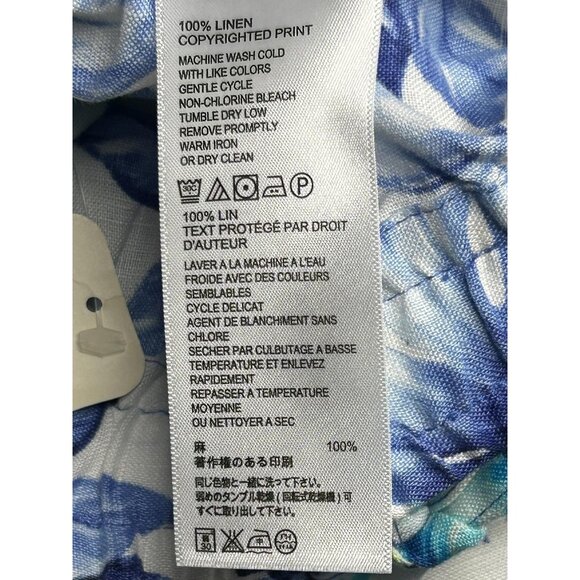 100% LINEN
COPYRIGHTED PRINT
MACHINE WASH COLD
WITH LIKE COLORS
GENTLE CYCLE
NON-CHLORINE BLEACH
TUMBLE DRY LOW
REMOVE PROMPTLY
WARM IRON
OR DRY CLEAN
30C P
100% LIN
TEXT PROTÉGÉ PAR DROIT
D'AUTEUR
LAVER A LA MACHINE A L'EAU
FROIDE AVEC DES COULEURS
SEMBLABLES
CYCLE DELICAT
AGENT DE BLANCHIMENT SANS
CHLORE
SECHER PAR CULBUTAGE A BASSE
TEMPERATURE ET ENLEVEZ
RAPIDEMENT
REPASSER A TEMPERATURE
MOYENNE
OU NETTOYER A SEC
麻 100%
著作権のある印刷
同じ色物と一緒に洗って下さい。
弱めのタンブル乾燥（回転式乾燥機）可
すぐに取り出して下さい。
30